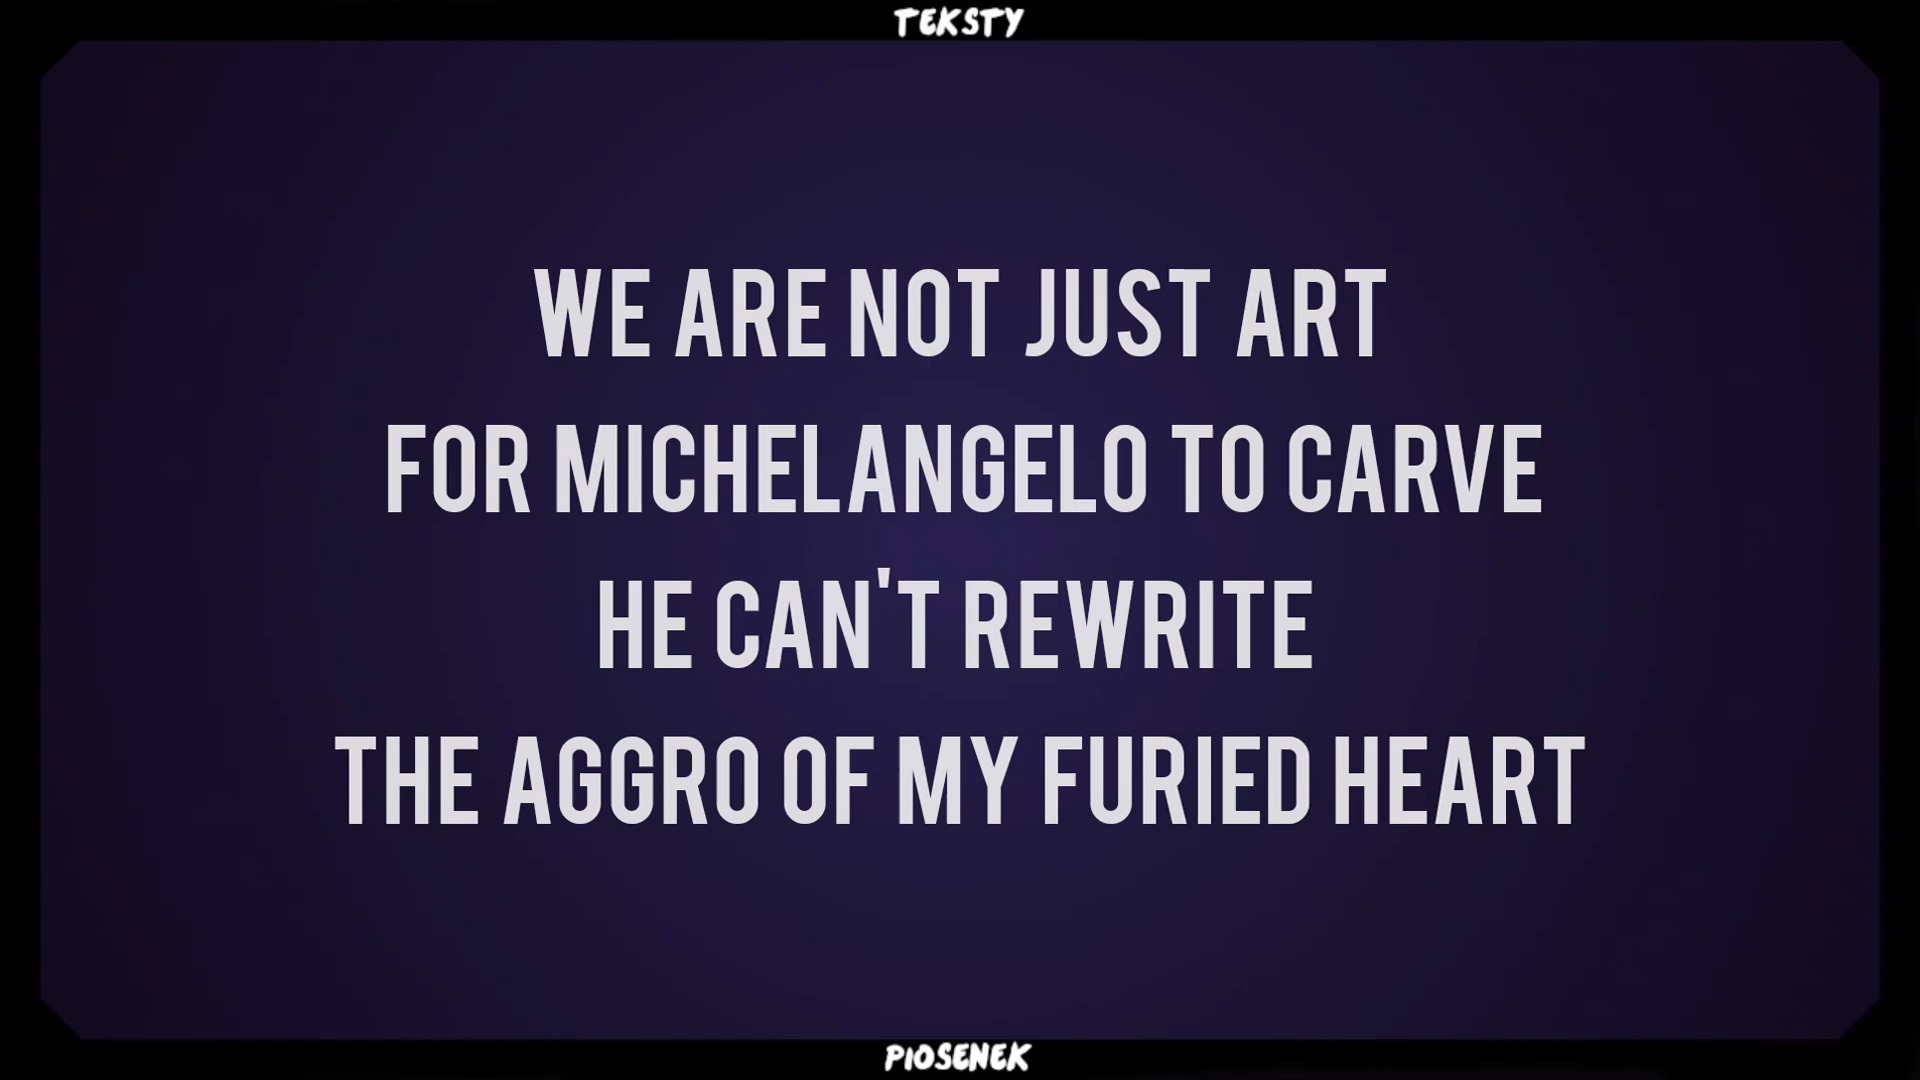 TEKSTY
WE ARE NOT JUST ART
FOR MICHELANGELO TO CARVE
HE CAN'T REWRITE
THE AGGRO OF MY FURIED HEART
PIOSENEK